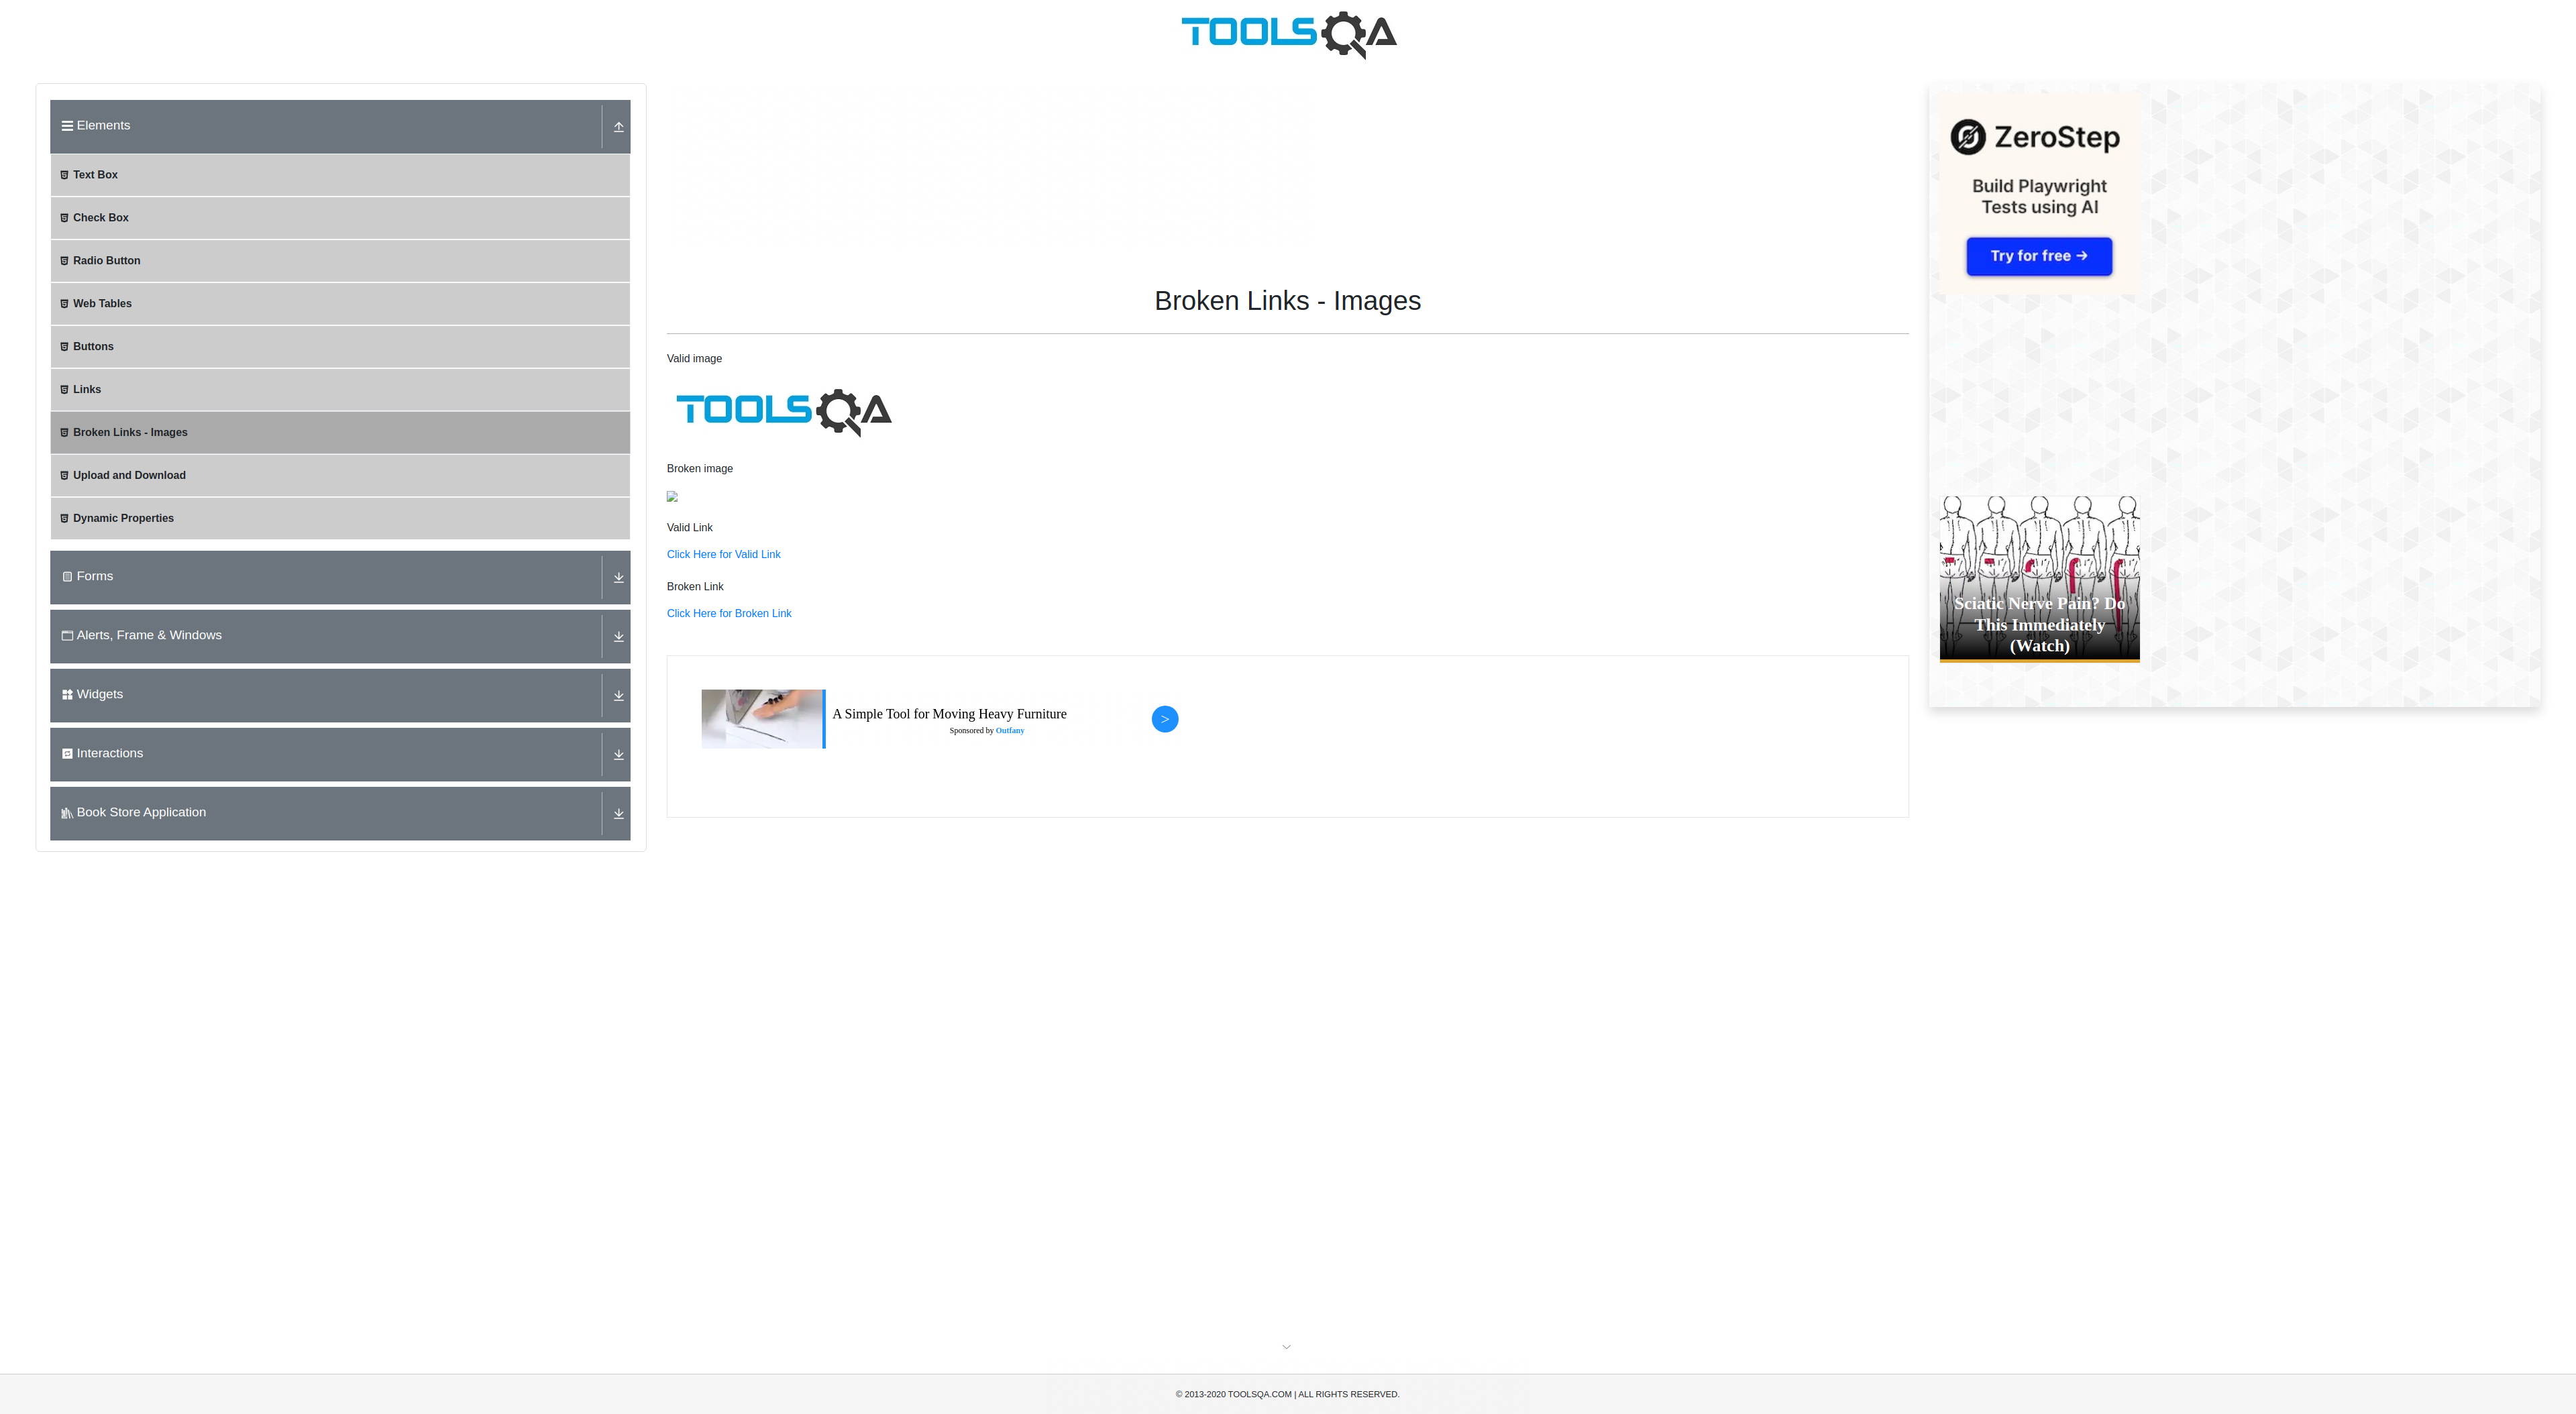 TOOLSQA
Elements
Text Box
Check Box
Radio Button
Web Tables
Buttons
Links
Broken Links - Images
Upload and Download
Dynamic Properties
Forms
Alerts, Frame & Windows
Widgets
Interactions
Book Store Application
Broken Links - Images
Valid image
TOOLSQA
Broken image
Valid Link
Click Here for Valid Link
Broken Link
Click Here for Broken Link
A Simple Tool for Moving Heavy Furniture
Sponsored by Outfany
>
ZeroStep
Build Playwright
Tests using AI
Try for free →
Sciatic Nerve Pain? Do
This Immediately
(Watch)
© 2013-2020 TOOLSQA.COM | ALL RIGHTS RESERVED.